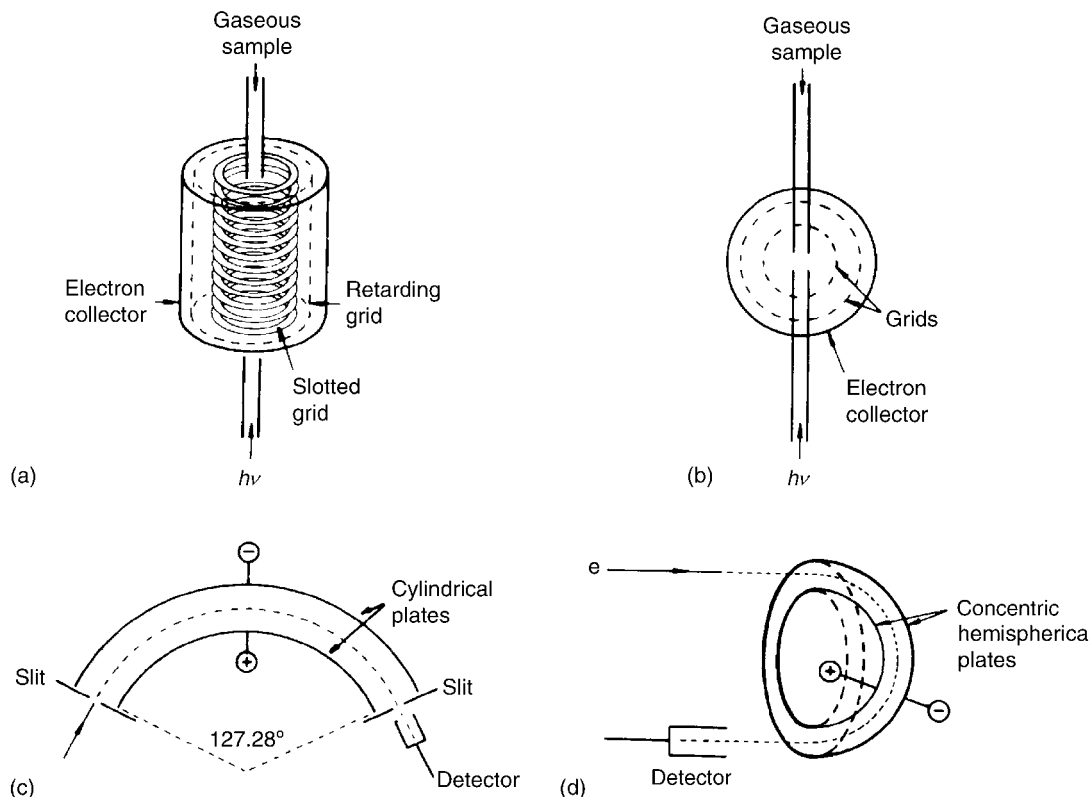 Gaseous
sample
Electron
collector
Retarding
grid
Slotted
grid
hν
(a)
Gaseous
sample
Grids
Electron
collector
hν
(b)
−
Cylindrical
plates
+
Slit
Slit
127.28°
Detector
(c)
e
Concentric
hemispherica
plates
+
−
Detector
(d)